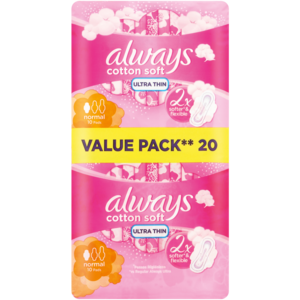 always
cotton soft
ULTRA THIN
2x
softer &
flexible
normal
VALUE PACK** 20
always
cotton soft
ULTRA THIN
2x
softer &
flexible
normal